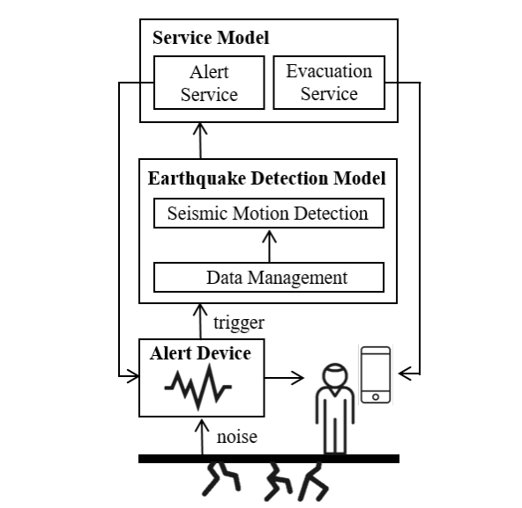 Service Model
Alert
Service
Evacuation
Service
Earthquake Detection Model
Seismic Motion Detection
Data Management
trigger
Alert Device
noise